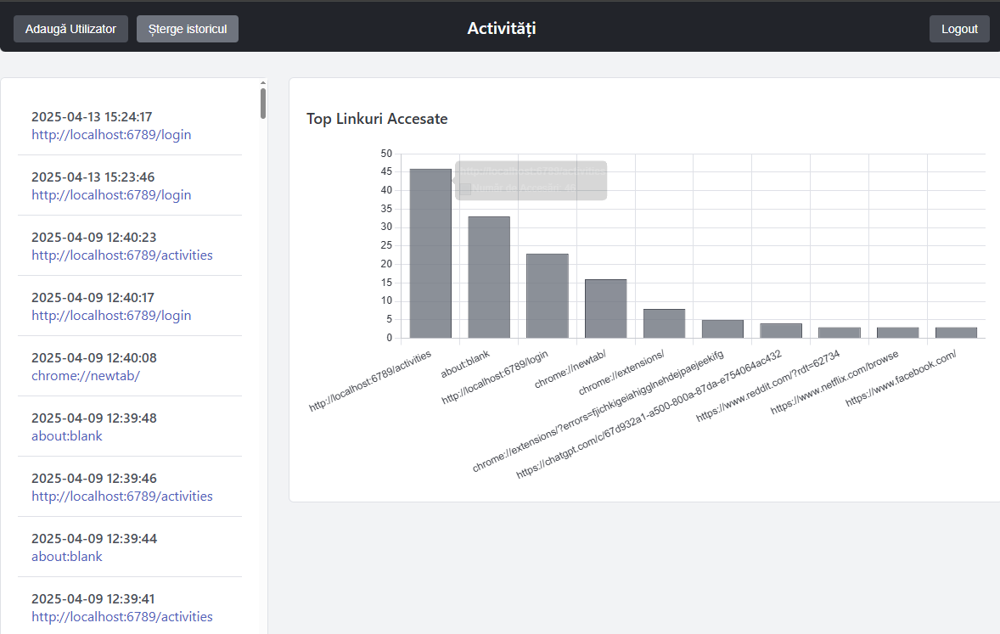 Adaugă Utilizator
Șterge istoricul
Activități
Logout
2025-04-13 15:24:17
http://localhost:6789/login
2025-04-13 15:23:46
http://localhost:6789/login
2025-04-09 12:40:23
http://localhost:6789/activities
2025-04-09 12:40:17
http://localhost:6789/login
2025-04-09 12:40:08
chrome://newtab/
2025-04-09 12:39:48
about:blank
2025-04-09 12:39:46
http://localhost:6789/activities
2025-04-09 12:39:44
about:blank
2025-04-09 12:39:41
http://localhost:6789/activities
Top Linkuri Accesate
50
45
40
35
30
25
20
15
10
5
0
http://localhost:6789/activities
Număr de Accesări: 46
http://localhost:6789/activities
about:blank
http://localhost:6789/login
chrome://newtab/
chrome://extensions/
chrome://extensions/?errors=fjichkigeiahigglnehdejpaejeekifg
https://chatgpt.com/c/67d932a1-a500-800a-87da-e754064ac432
https://www.reddit.com/?rdt=62734
https://www.netflix.com/browse
https://www.facebook.com/